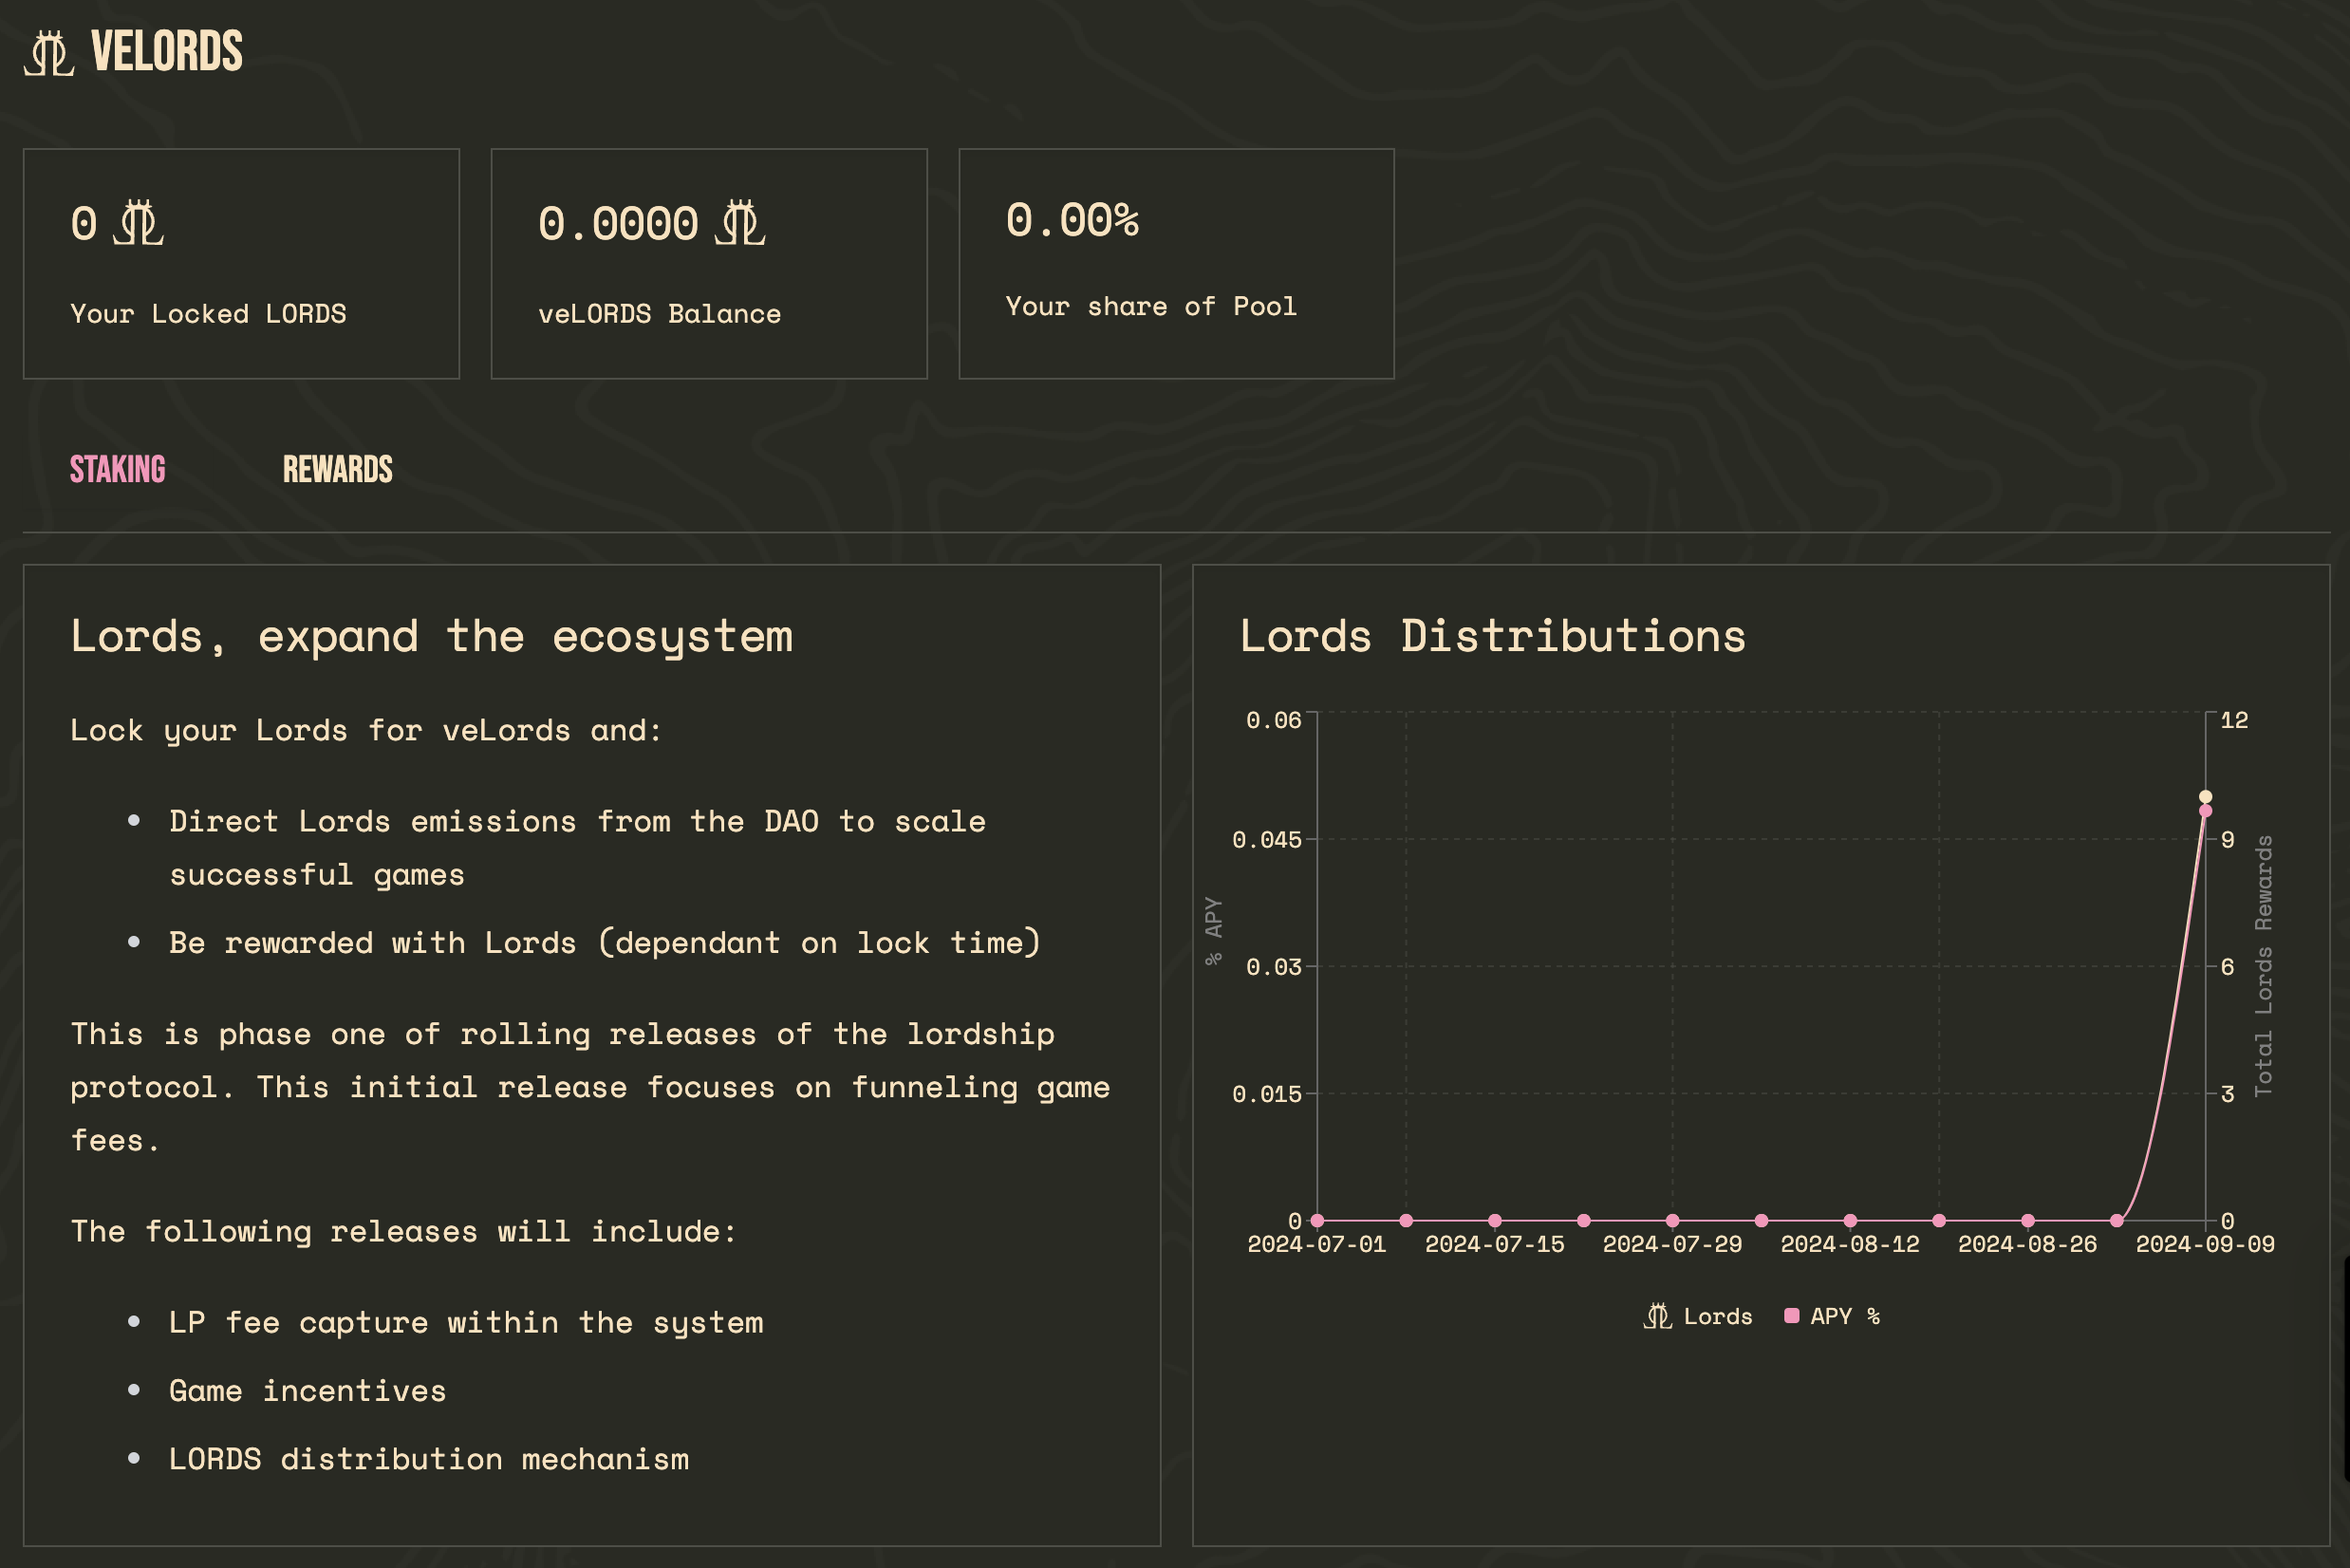 VELORDS
0
Your Locked LORDS
0.0000
veLORDS Balance
0.00%
Your share of Pool
STAKING
REWARDS
Lords, expand the ecosystem
Lock your Lords for veLords and:
Direct Lords emissions from the DAO to scale
successful games
Be rewarded with Lords (dependant on lock time)
This is phase one of rolling releases of the lordship
protocol. This initial release focuses on funneling game
fees.
The following releases will include:
LP fee capture within the system
Game incentives
LORDS distribution mechanism
Lords Distributions
% APY
0.06
0.045
0.03
0.015
0
12
9
6
3
0
Total Lords Rewards
2024-07-01 2024-07-15 2024-07-29 2024-08-12 2024-08-26 2024-09-09
Lords APY %